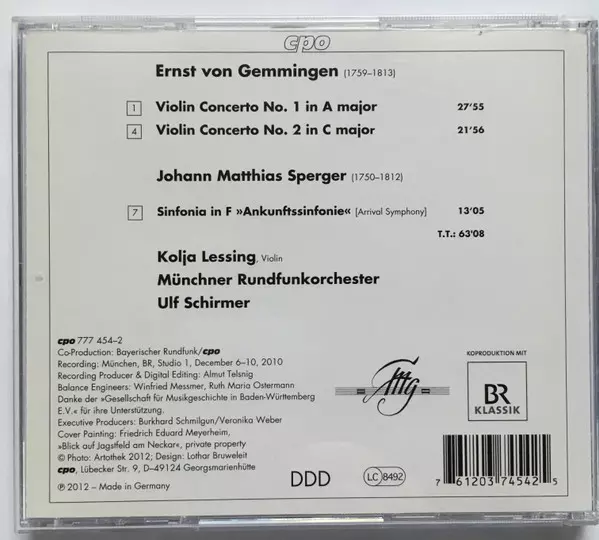 cpo
Ernst von Gemmingen (1759–1813)
1 Violin Concerto No. 1 in A major 27'55
4 Violin Concerto No. 2 in C major 21'56
Johann Matthias Sperger (1750–1812)
7 Sinfonia in F »Ankunftssinfonie« [Arrival Symphony] 13'05
T.T.: 63'08
Kolja Lessing, Violin
Münchner Rundfunkorchester
Ulf Schirmer
cpo 777 454–2
Co-Production: Bayerischer Rundfunk/cpo
Recording: München, BR, Studio 1, December 6–10, 2010
Recording Producer & Digital Editing: Almut Telsnig
Balance Engineers: Winfried Messmer, Ruth Maria Ostermann
Danke der »Gesellschaft für Musikgeschichte in Baden-Württemberg
E.V.« für ihre Unterstützung.
Executive Producers: Burkhard Schmilgun/Veronika Weber
Cover Painting: Friedrich Eduard Meyerheim,
»Blick auf Jagstfeld am Neckar«, private property
© Photo: Artothek 2012; Design: Lothar Bruweleit
cpo, Lübecker Str. 9, D–49124 Georgsmarienhütte
℗ 2012 – Made in Germany
KOPRODUKTION MIT
BR
KLASSIK
DDD
LC 8492
7 61203 74542 5